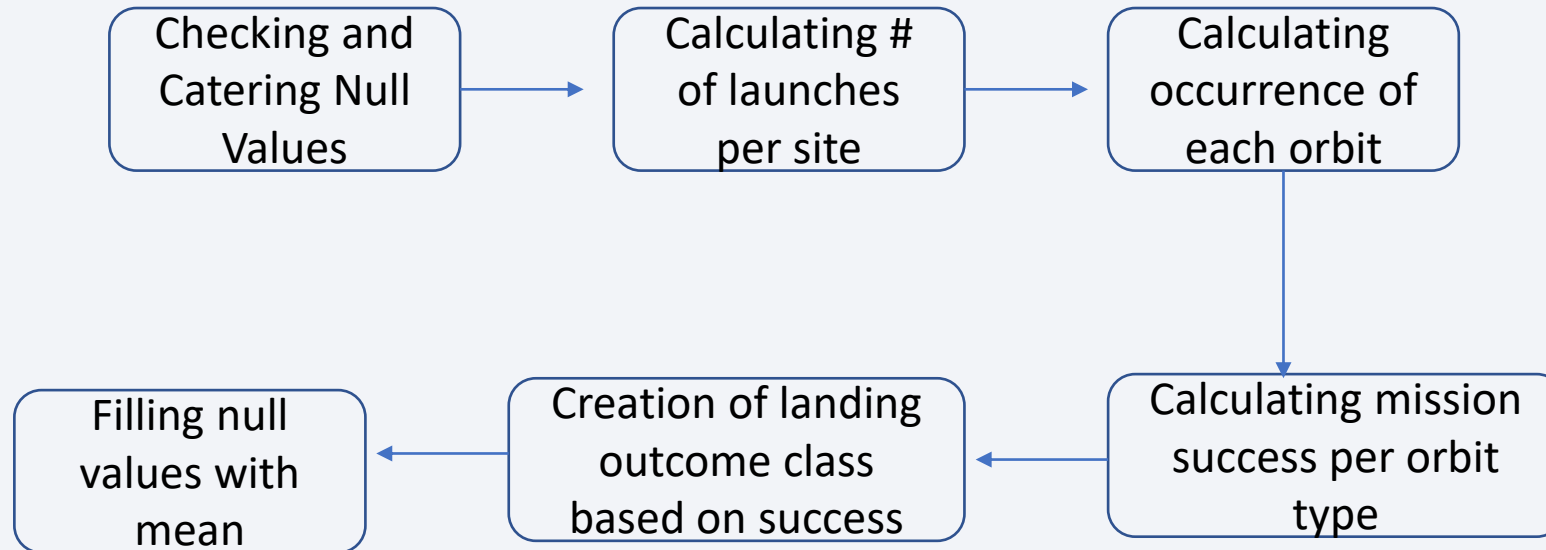 Checking and
Catering Null
Values
Calculating #
of launches
per site
Calculating
occurrence of
each orbit
Calculating mission
success per orbit
type
Creation of landing
outcome class
based on success
Filling null
values with
mean